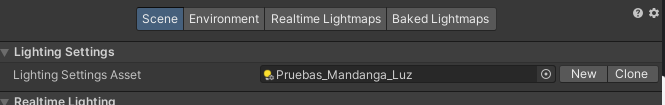 Scene Environment Realtime Lightmaps Baked Lightmaps
Lighting Settings
Lighting Settings Asset Pruebas_Mandanga_Luz New Clone
Realtime Lighting